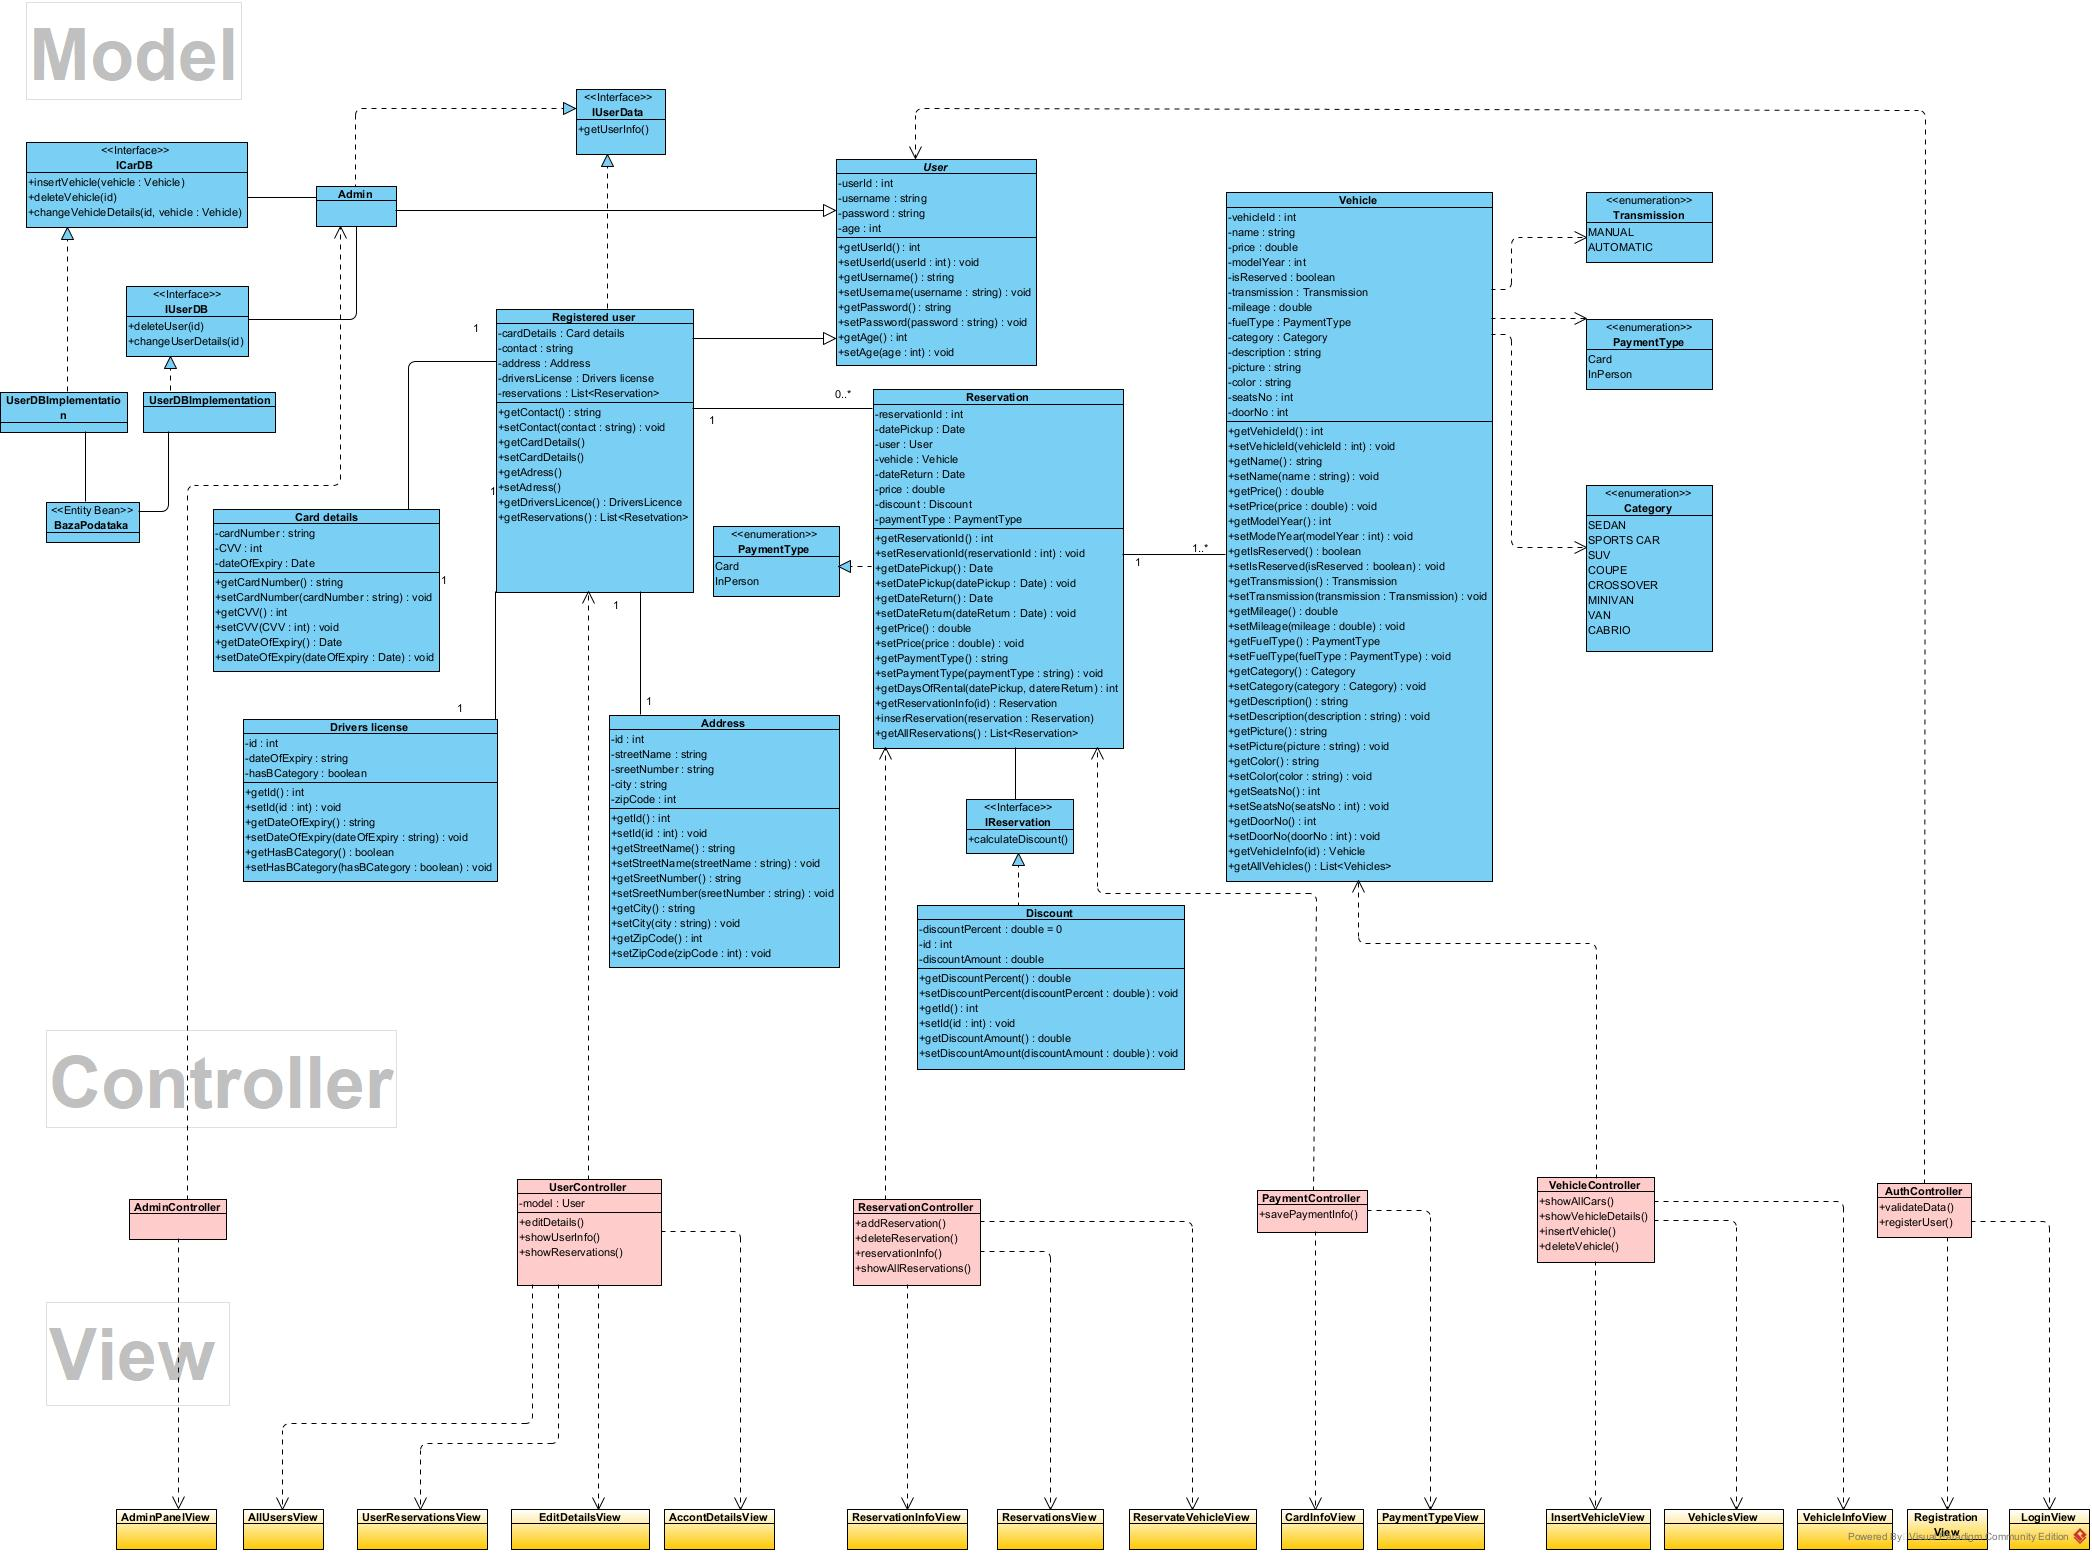 Model
<<Interface>>
IUserData
+getUserInfo()
<<Interface>>
ICarDB
+insertVehicle(vehicle : Vehicle)
+deleteVehicle(id)
+changeVehicleDetails(id, vehicle : Vehicle)
Admin
<<Interface>>
IUserDB
+deleteUser(id)
+changeUserDetails(id)
UserDBImplementatio
n
UserDBImplementation
<<Entity Bean>>
BazaPodataka
User
-userId : int
-username : string
-password : string
-age : int
+getUserId() : int
+setUserId(userId : int) : void
+getUsername() : string
+setUsername(username : string) : void
+getPassword() : string
+setPassword(password : string) : void
+getAge() : int
+setAge(age : int) : void
Registered user
-cardDetails : Card details
-contact : string
-address : Address
-driversLicense : Drivers license
-reservations : List<Reservation>
+getContact() : string
+setContact(contact : string) : void
+getCardDetails()
+setCardDetails()
+getAdress()
+setAdress()
+getDriversLicence() : DriversLicence
+getReservations() : List<Resetvation>
1
1
1
1
0..*
1
1
1
1
1..*
Card details
-cardNumber : string
-CVV : int
-dateOfExpiry : Date
+getCardNumber() : string
+setCardNumber(cardNumber : string) : void
+getCVV() : int
+setCVV(CVV : int) : void
+getDateOfExpiry() : Date
+setDateOfExpiry(dateOfExpiry : Date) : void
Drivers license
-id : int
-dateOfExpiry : string
-hasBCategory : boolean
+getId() : int
+setId(id : int) : void
+getDateOfExpiry() : string
+setDateOfExpiry(dateOfExpiry : string) : void
+getHasBCategory() : boolean
+setHasBCategory(hasBCategory : boolean) : void
Address
-id : int
-streetName : string
-sreetNumber : string
-city : string
-zipCode : int
+getId() : int
+setId(id : int) : void
+getStreetName() : string
+setStreetName(streetName : string) : void
+getSreetNumber() : string
+setSreetNumber(sreetNumber : string) : void
+getCity() : string
+setCity(city : string) : void
+getZipCode() : int
+setZipCode(zipCode : int) : void
<<enumeration>>
PaymentType
Card
InPerson
Reservation
-reservationId : int
-datePickup : Date
-user : User
-vehicle : Vehicle
-dateReturn : Date
-price : double
-discount : Discount
-paymentType : PaymentType
+getReservationId() : int
+setReservationId(reservationId : int) : void
+getDatePickup() : Date
+setDatePickup(datePickup : Date) : void
+getDateReturn() : Date
+setDateReturn(dateReturn : Date) : void
+getPrice() : double
+setPrice(price : double) : void
+getPaymentType() : string
+setPaymentType(paymentType : string) : void
+getDaysOfRental(datePickup, datereReturn) : int
+getReservationInfo(id) : Reservation
+inserReservation(reservation : Reservation)
+getAllReservations() : List<Reservation>
<<Interface>>
IReservation
+calculateDiscount()
Discount
-discountPercent : double = 0
-id : int
-discountAmount : double
+getDiscountPercent() : double
+setDiscountPercent(discountPercent : double) : void
+getId() : int
+setId(id : int) : void
+getDiscountAmount() : double
+setDiscountAmount(discountAmount : double) : void
Vehicle
-vehicleId : int
-name : string
-price : double
-modelYear : int
-isReserved : boolean
-transmission : Transmission
-mileage : double
-fuelType : PaymentType
-category : Category
-description : string
-picture : string
-color : string
-seatsNo : int
-doorNo : int
+getVehicleId() : int
+setVehicleId(vehicleId : int) : void
+getName() : string
+setName(name : string) : void
+getPrice() : double
+setPrice(price : double) : void
+getModelYear() : int
+setModelYear(modelYear : int) : void
+getIsReserved() : boolean
+setIsReserved(isReserved : boolean) : void
+getTransmission() : Transmission
+setTransmission(transmission : Transmission) : void
+getMileage() : double
+setMileage(mileage : double) : void
+getFuelType() : PaymentType
+setFuelType(fuelType : PaymentType) : void
+getCategory() : Category
+setCategory(category : Category) : void
+getDescription() : string
+setDescription(description : string) : void
+getPicture() : string
+setPicture(picture : string) : void
+getColor() : string
+setColor(color : string) : void
+getSeatsNo() : int
+setSeatsNo(seatsNo : int) : void
+getDoorNo() : int
+setDoorNo(doorNo : int) : void
+getVehicleInfo(id) : Vehicle
+getAllVehicles() : List<Vehicles>
<<enumeration>>
Transmission
MANUAL
AUTOMATIC
<<enumeration>>
PaymentType
Card
InPerson
<<enumeration>>
Category
SEDAN
SPORTS CAR
SUV
COUPE
CROSSOVER
MINIVAN
VAN
CABRIO
Controller
AdminController
UserController
-model : User
+editDetails()
+showUserInfo()
+showReservations()
ReservationController
+addReservation()
+deleteReservation()
+reservationInfo()
+showAllReservations()
PaymentController
+savePaymentInfo()
VehicleController
+showAllCars()
+showVehicleDetails()
+insertVehicle()
+deleteVehicle()
AuthController
+validateData()
+registerUser()
View
AdminPanelView
AllUsersView
UserReservationsView
EditDetailsView
AccontDetailsView
ReservationInfoView
ReservationsView
ReservateVehicleView
CardInfoView
PaymentTypeView
InsertVehicleView
VehiclesView
VehicleInfoView
Registration
View
LoginView
Powered By: Visual Paradigm Community Edition